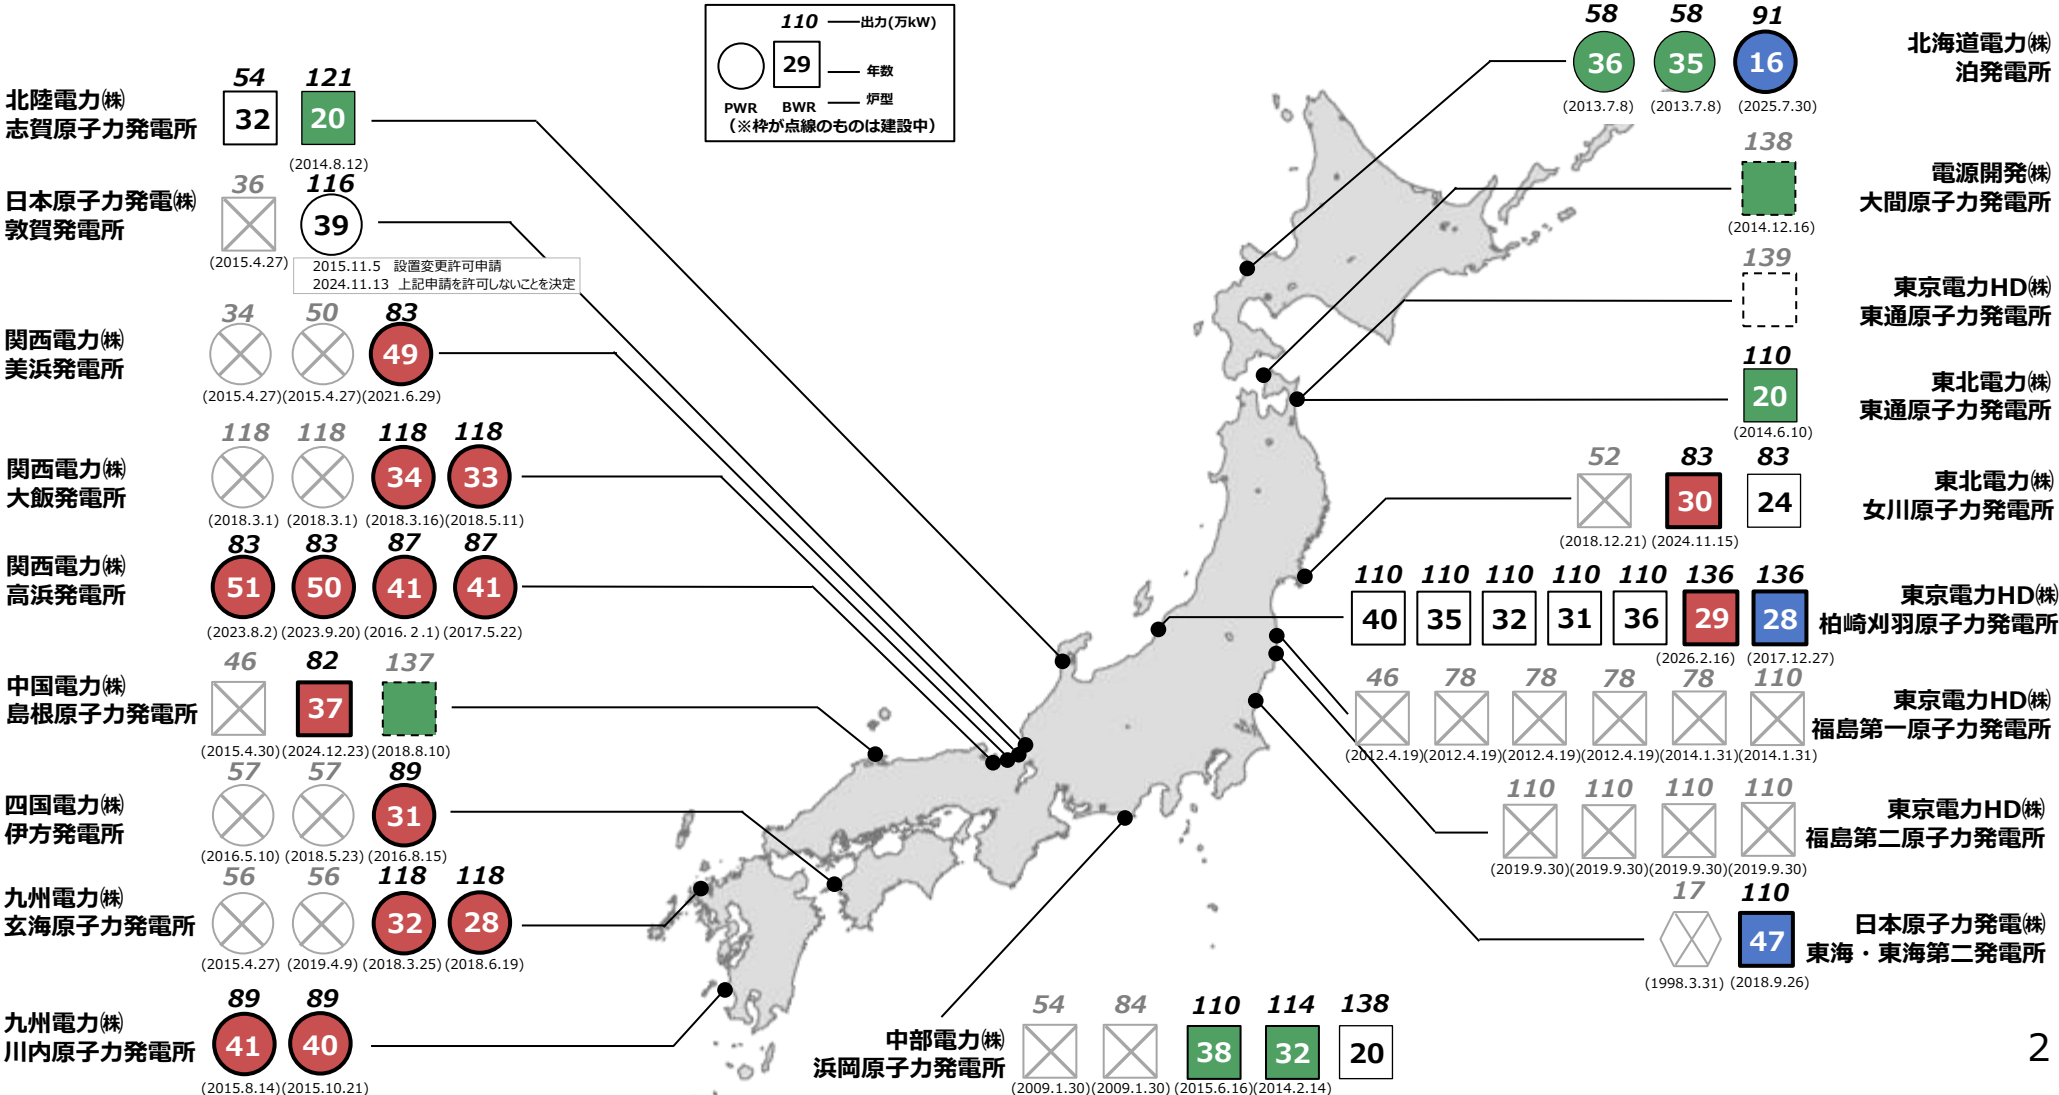 110 出力(万kW)
29 年数
PWR BWR 炉型
(※枠が点線のものは建設中)
北陸電力㈱
志賀原子力発電所
54 121
32 20
(2014.8.12)
日本原子力発電㈱
敦賀発電所
36 116
39
(2015.4.27)
2015.11.5 設置変更許可申請
2024.11.13 上記申請を許可しないことを決定
関西電力㈱
美浜発電所
34 50 83
49
(2015.4.27)(2015.4.27)(2021.6.29)
関西電力㈱
大飯発電所
118 118 118 118
34 33
(2018.3.1) (2018.3.1) (2018.3.16)(2018.5.11)
関西電力㈱
高浜発電所
83 83 87 87
51 50 41 41
(2023.8.2) (2023.9.20) (2016. 2 .1) (2017.5.22)
中国電力㈱
島根原子力発電所
46 82 137
37
(2015.4.30)(2024.12.23)(2018.8.10)
四国電力㈱
伊方発電所
57 57 89
31
(2016.5.10) (2018.5.23) (2016.8.15)
九州電力㈱
玄海原子力発電所
56 56 118 118
32 28
(2015.4.27) (2019.4.9) (2018.3.25) (2018.6.19)
九州電力㈱
川内原子力発電所
89 89
41 40
(2015.8.14)(2015.10.21)
58 58 91
36 35 16
(2013.7.8) (2013.7.8) (2025.7.30)
北海道電力㈱
泊発電所
138
(2014.12.16)
電源開発㈱
大間原子力発電所
139
東京電力HD㈱
東通原子力発電所
110
20
(2014.6.10)
東北電力㈱
東通原子力発電所
52 83 83
30 24
(2018.12.21) (2024.11.15)
東北電力㈱
女川原子力発電所
110 110 110 110 110 136 136
40 35 32 31 36 29 28
(2026.2.16) (2017.12.27)
東京電力HD㈱
柏崎刈羽原子力発電所
46 78 78 78 78 110
(2012.4.19)(2012.4.19)(2012.4.19)(2012.4.19)(2014.1.31)(2014.1.31)
東京電力HD㈱
福島第一原子力発電所
110 110 110 110
(2019.9.30)(2019.9.30)(2019.9.30)(2019.9.30)
東京電力HD㈱
福島第二原子力発電所
17 110
47
(1998.3.31) (2018.9.26)
日本原子力発電㈱
東海・東海第二発電所
中部電力㈱
浜岡原子力発電所
54 84 110 114 138
38 32 20
(2009.1.30)(2009.1.30)(2015.6.16)(2014.2.14)
2